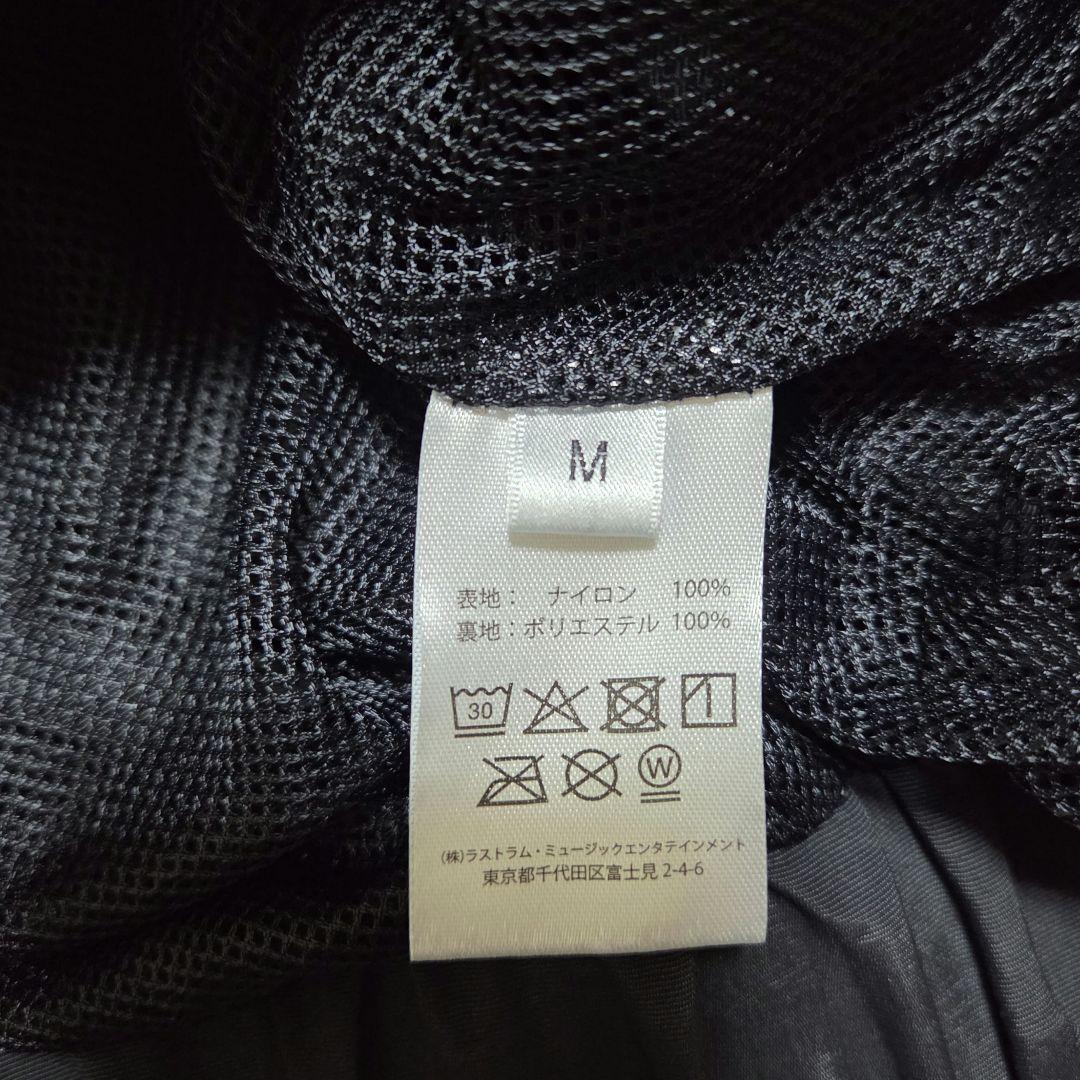 M
表地： ナイロン 100%
裏地：ポリエステル 100%
30
W
(株)ラストラム・ミュージックエンタテインメント
東京都千代田区富士見 2-4-6